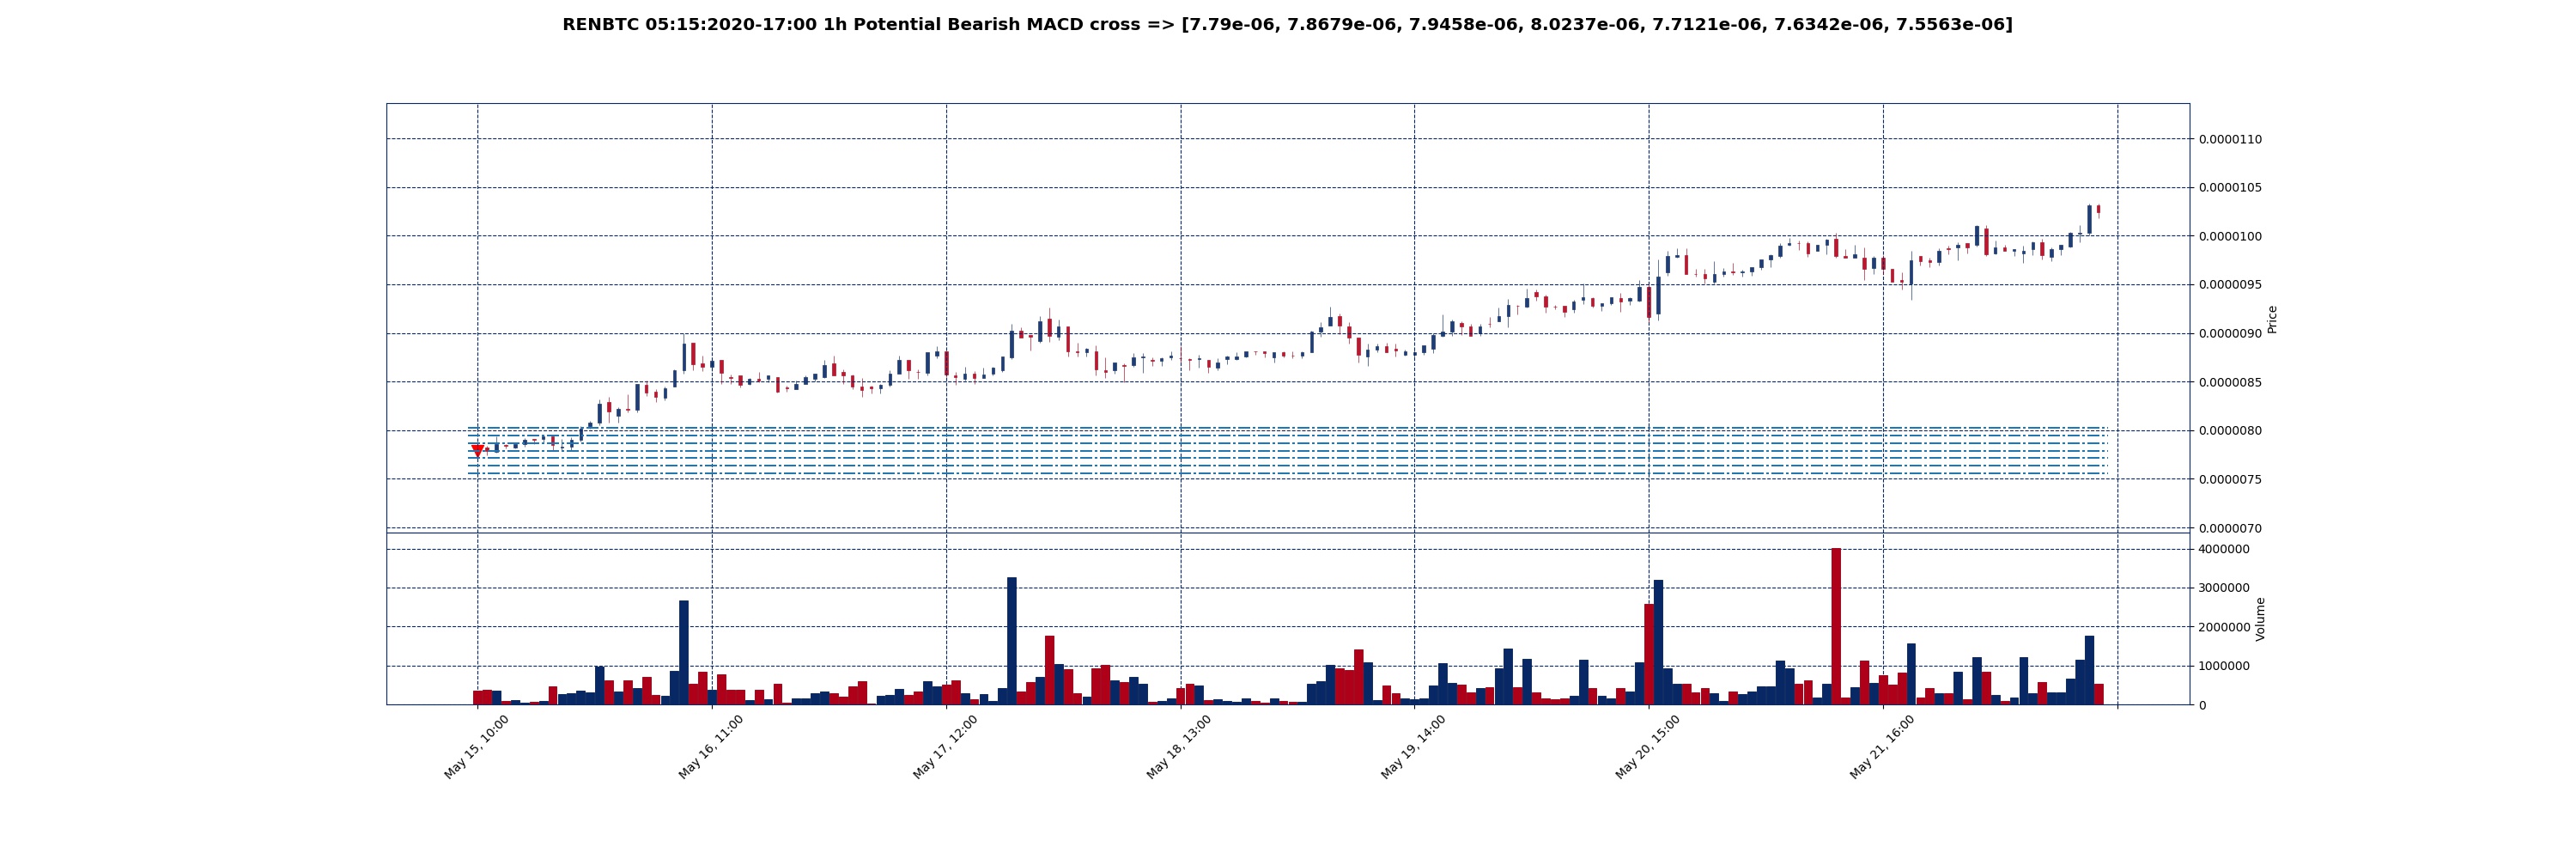 RENBTC 05:15:2020-17:00 1h Potential Bearish MACD cross => [7.79e-06, 7.8679e-06, 7.9458e-06, 8.0237e-06, 7.7121e-06, 7.6342e-06, 7.5563e-06]
0.0000110
0.0000105
0.0000100
0.0000095
Price
0.0000090
0.0000085
0.0000080
0.0000075
0.0000070
4000000
3000000
Volume
2000000
1000000
0
May 15, 10:00
May 16, 11:00
May 17, 12:00
May 18, 13:00
May 19, 14:00
May 20, 15:00
May 21, 16:00